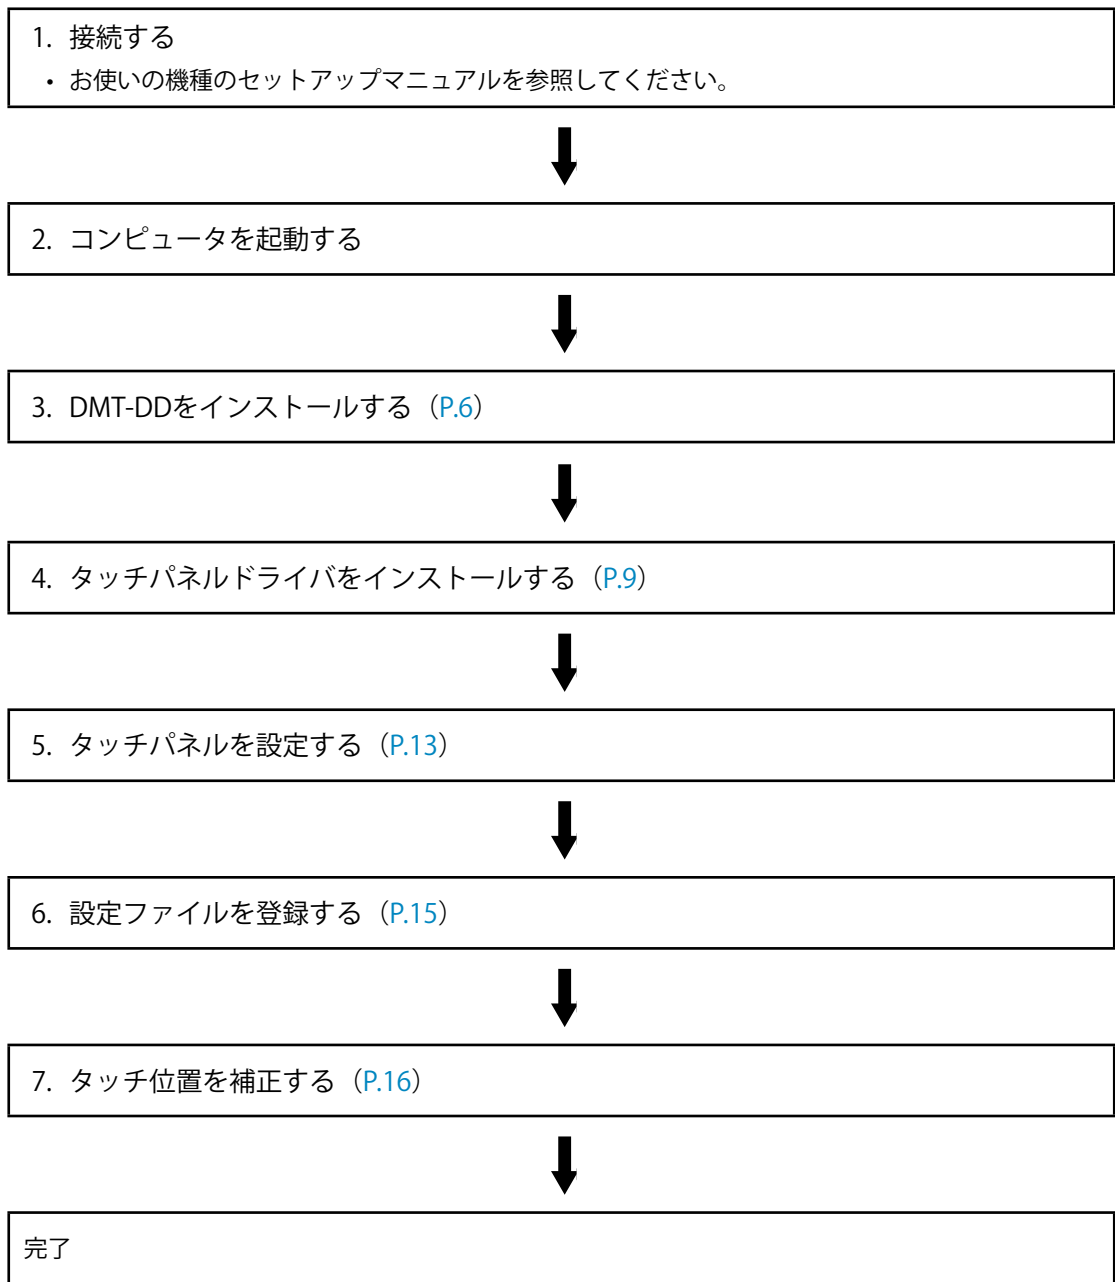 1. 接続する
・ お使いの機種のセットアップマニュアルを参照してください。
2. コンピュータを起動する
3. DMT-DDをインストールする（P.6）
4. タッチパネルドライバをインストールする（P.9）
5. タッチパネルを設定する（P.13）
6. 設定ファイルを登録する（P.15）
7. タッチ位置を補正する（P.16）
完了